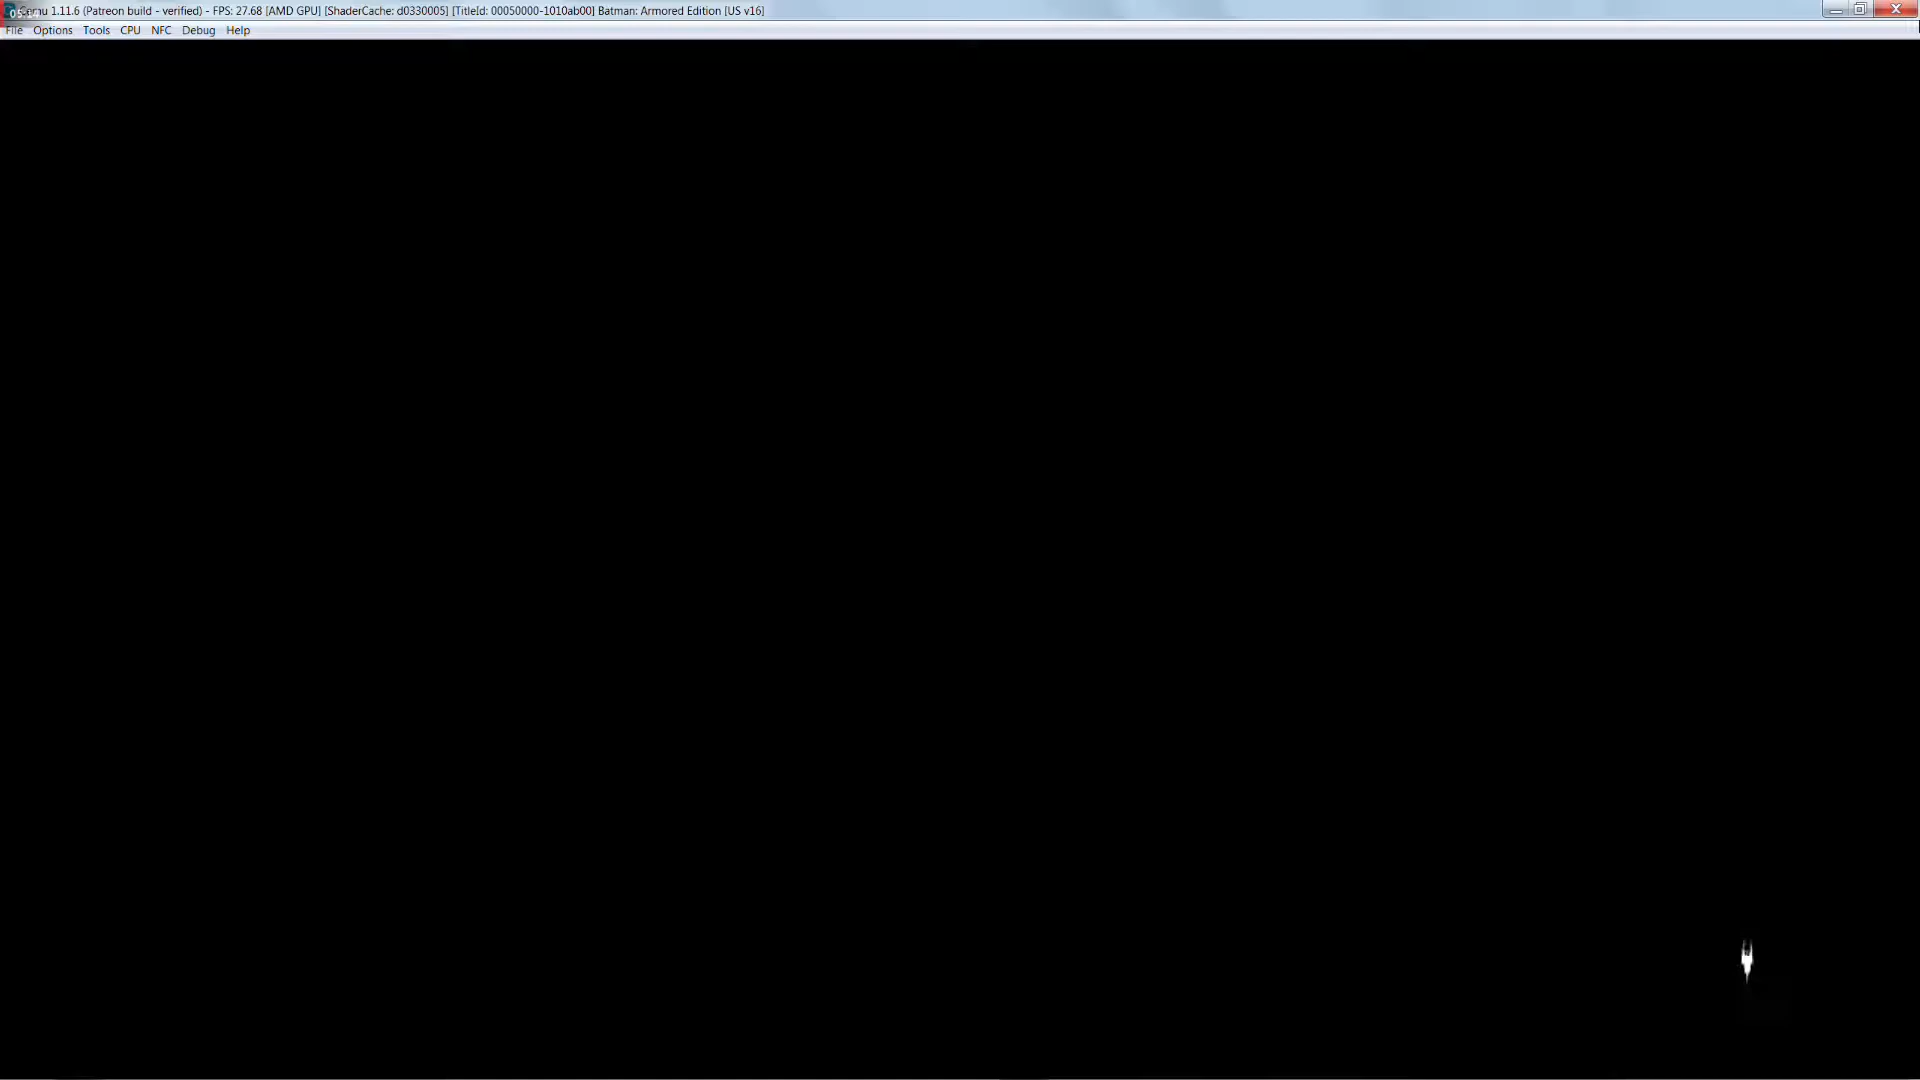 Cemu 1.11.6 (Patreon build - verified) - FPS: 27.68 [AMD GPU] [ShaderCache: d0330005] [TitleId: 00050000-1010ab00] Batman: Armored Edition [US v16]
File Options Tools CPU NFC Debug Help